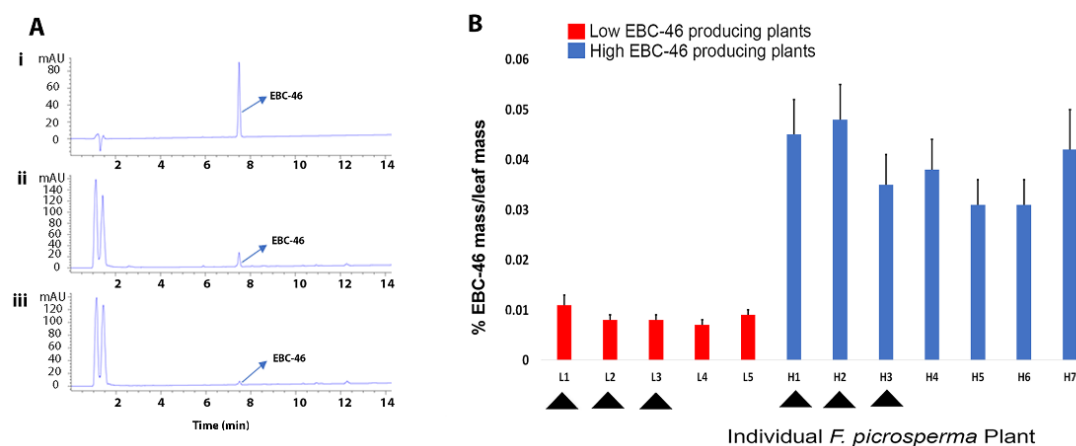 A
i
mAU
80
60
40
20
0
EBC-46
2 4 6 8 10 12 14
ii
mAU
140
120
100
80
60
40
20
0
EBC-46
2 4 6 8 10 12 14
iii
mAU
120
100
80
60
40
20
0
EBC-46
2 4 6 8 10 12 14
Time (min)
B
Low EBC-46 producing plants
High EBC-46 producing plants
% EBC-46 mass/leaf mass
0.06
0.05
0.04
0.03
0.02
0.01
0
L1 L2 L3 L4 L5 H1 H2 H3 H4 H5 H6 H7
Individual F. picrosperma Plant